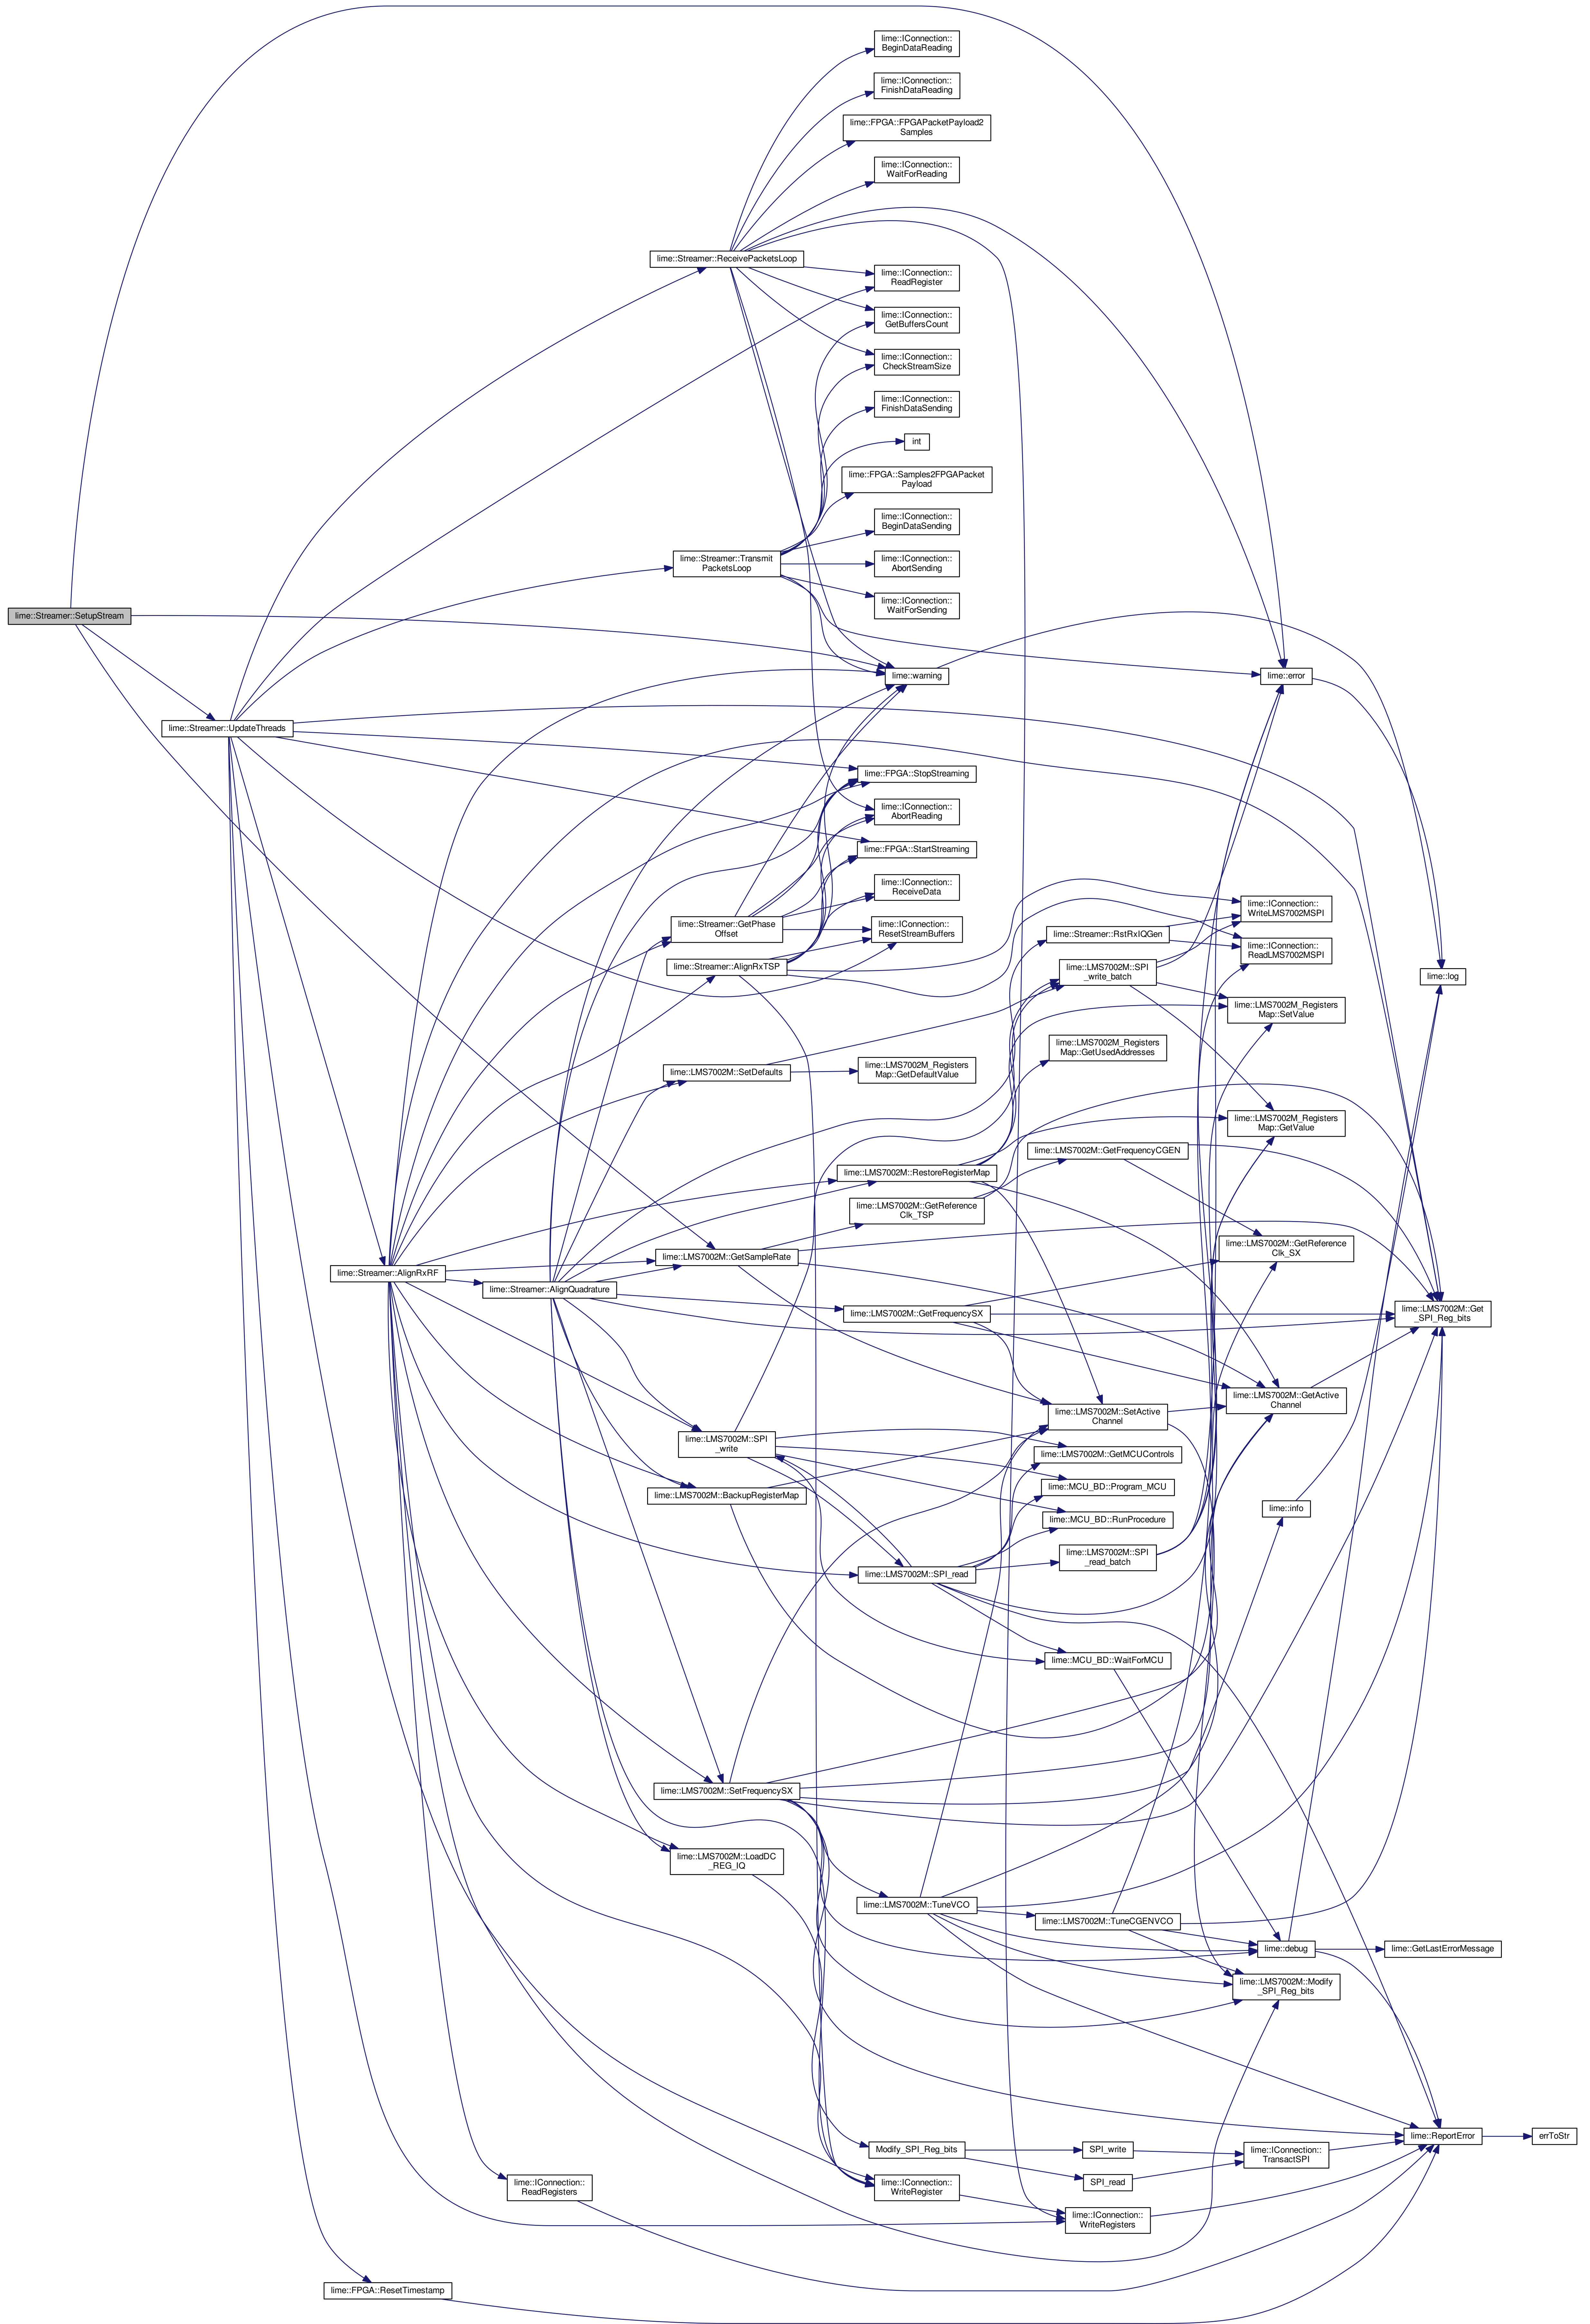 lime::IConnection::
BeginDataReading
lime::IConnection::
FinishDataReading
lime::FPGA::FPGAPacketPayload2
Samples
lime::IConnection::
WaitForReading
lime::Streamer::ReceivePacketsLoop
lime::IConnection::
ReadRegister
lime::IConnection::
GetBuffersCount
lime::IConnection::
CheckStreamSize
lime::IConnection::
FinishDataSending
int
lime::FPGA::Samples2FPGAPacket
Payload
lime::IConnection::
BeginDataSending
lime::Streamer::Transmit
PacketsLoop
lime::IConnection::
AbortSending
lime::IConnection::
WaitForSending
lime::Streamer::SetupStream
lime::warning
lime::error
lime::Streamer::UpdateThreads
lime::FPGA::StopStreaming
lime::IConnection::
AbortReading
lime::FPGA::StartStreaming
lime::IConnection::
ReceiveData
lime::IConnection::
WriteLMS7002MSPI
lime::Streamer::GetPhase
Offset
lime::IConnection::
ResetStreamBuffers
lime::Streamer::RstRxIQGen
lime::IConnection::
ReadLMS7002MSPI
lime::Streamer::AlignRxTSP
lime::LMS7002M::SPI
_write_batch
lime::log
lime::LMS7002M_Registers
Map::SetValue
lime::LMS7002M_Registers
Map::GetUsedAddresses
lime::LMS7002M::SetDefaults
lime::LMS7002M_Registers
Map::GetDefaultValue
lime::LMS7002M_Registers
Map::GetValue
lime::LMS7002M::GetFrequencyCGEN
lime::LMS7002M::RestoreRegisterMap
lime::LMS7002M::GetReference
Clk_TSP
lime::LMS7002M::GetReference
Clk_SX
lime::LMS7002M::GetSampleRate
lime::Streamer::AlignRxRF
lime::Streamer::AlignQuadrature
lime::LMS7002M::GetFrequencySX
lime::LMS7002M::Get
_SPI_Reg_bits
lime::LMS7002M::GetActive
Channel
lime::LMS7002M::SetActive
Channel
lime::LMS7002M::SPI
_write
lime::LMS7002M::GetMCUControls
lime::MCU_BD::Program_MCU
lime::LMS7002M::BackupRegisterMap
lime::info
lime::MCU_BD::RunProcedure
lime::LMS7002M::SPI
_read_batch
lime::LMS7002M::SPI_read
lime::MCU_BD::WaitForMCU
lime::LMS7002M::SetFrequencySX
lime::LMS7002M::LoadDC
_REG_IQ
lime::LMS7002M::TuneVCO
lime::LMS7002M::TuneCGENVCO
lime::debug
lime::GetLastErrorMessage
lime::LMS7002M::Modify
_SPI_Reg_bits
Modify_SPI_Reg_bits
SPI_write
lime::IConnection::
TransactSPI
lime::ReportError
errToStr
SPI_read
lime::IConnection::
ReadRegisters
lime::IConnection::
WriteRegister
lime::IConnection::
WriteRegisters
lime::FPGA::ResetTimestamp